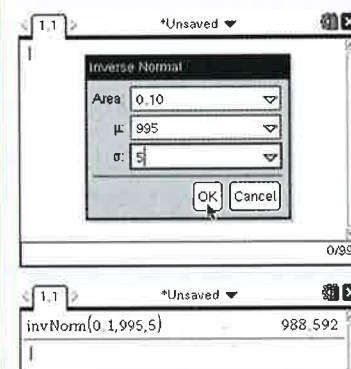 1.1 *Unsaved
Inverse Normal
Area: 0.10
μ: 995
σ: 5
OK Cancel
0/99
1.1 *Unsaved
invNorm(0.1,995,5) 988.592